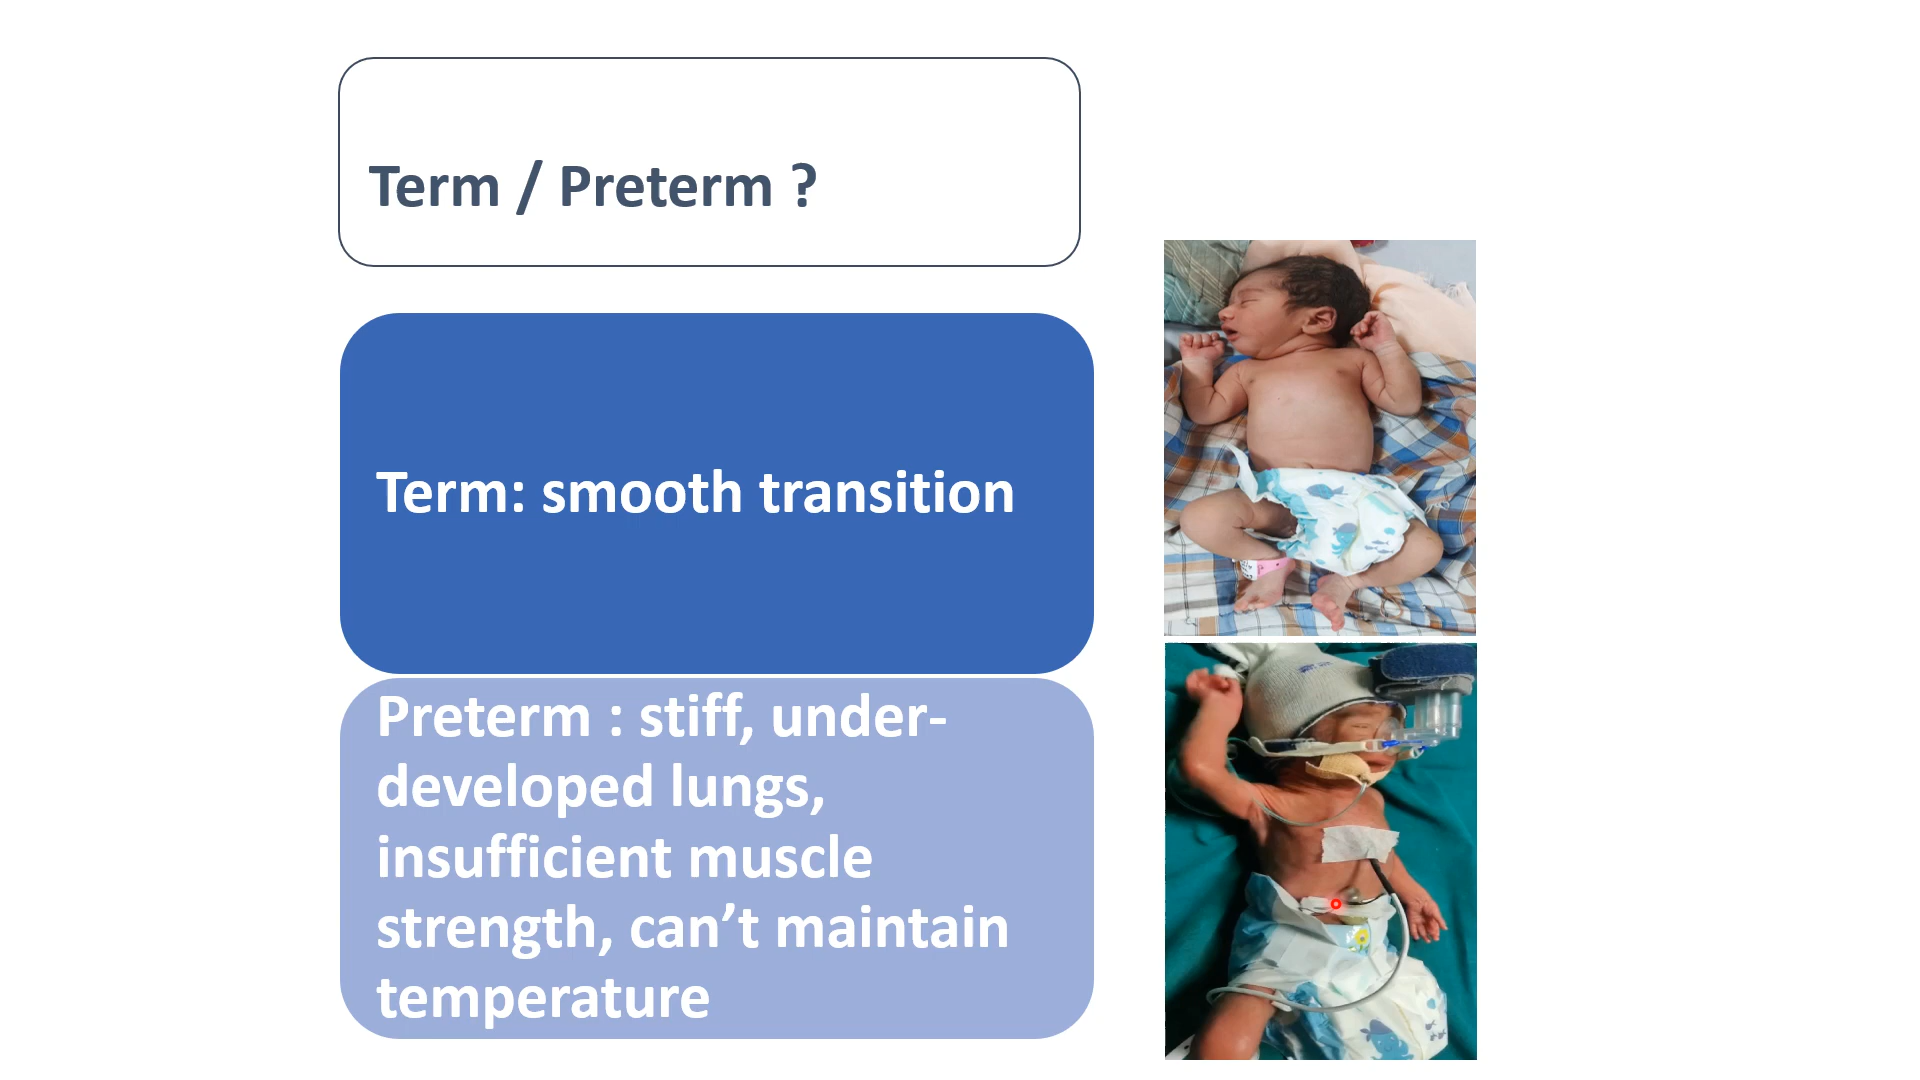 Term / Preterm ?
Term: smooth transition
Preterm : stiff, under-
developed lungs,
insufficient muscle
strength, can’t maintain
temperature